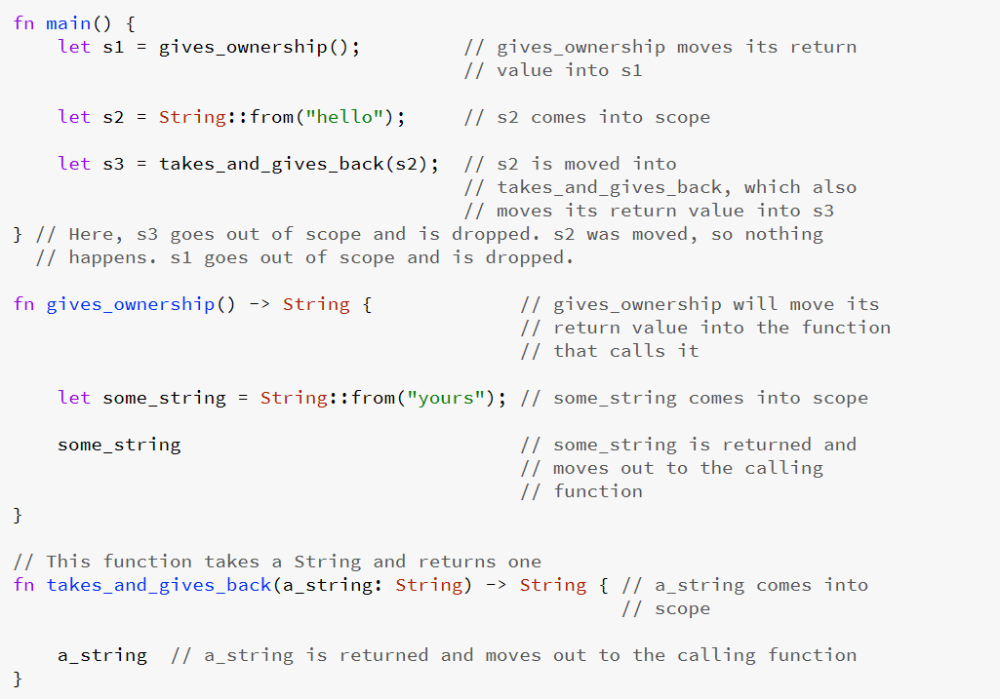 fn main() {
    let s1 = gives_ownership();         // gives_ownership moves its return
                                        // value into s1

    let s2 = String::from("hello");     // s2 comes into scope

    let s3 = takes_and_gives_back(s2);  // s2 is moved into
                                        // takes_and_gives_back, which also
                                        // moves its return value into s3
} // Here, s3 goes out of scope and is dropped. s2 was moved, so nothing
  // happens. s1 goes out of scope and is dropped.

fn gives_ownership() -> String {             // gives_ownership will move its
                                             // return value into the function
                                             // that calls it

    let some_string = String::from("yours"); // some_string comes into scope

    some_string                              // some_string is returned and
                                             // moves out to the calling
                                             // function
}

// This function takes a String and returns one
fn takes_and_gives_back(a_string: String) -> String { // a_string comes into
                                                      // scope

    a_string  // a_string is returned and moves out to the calling function
}